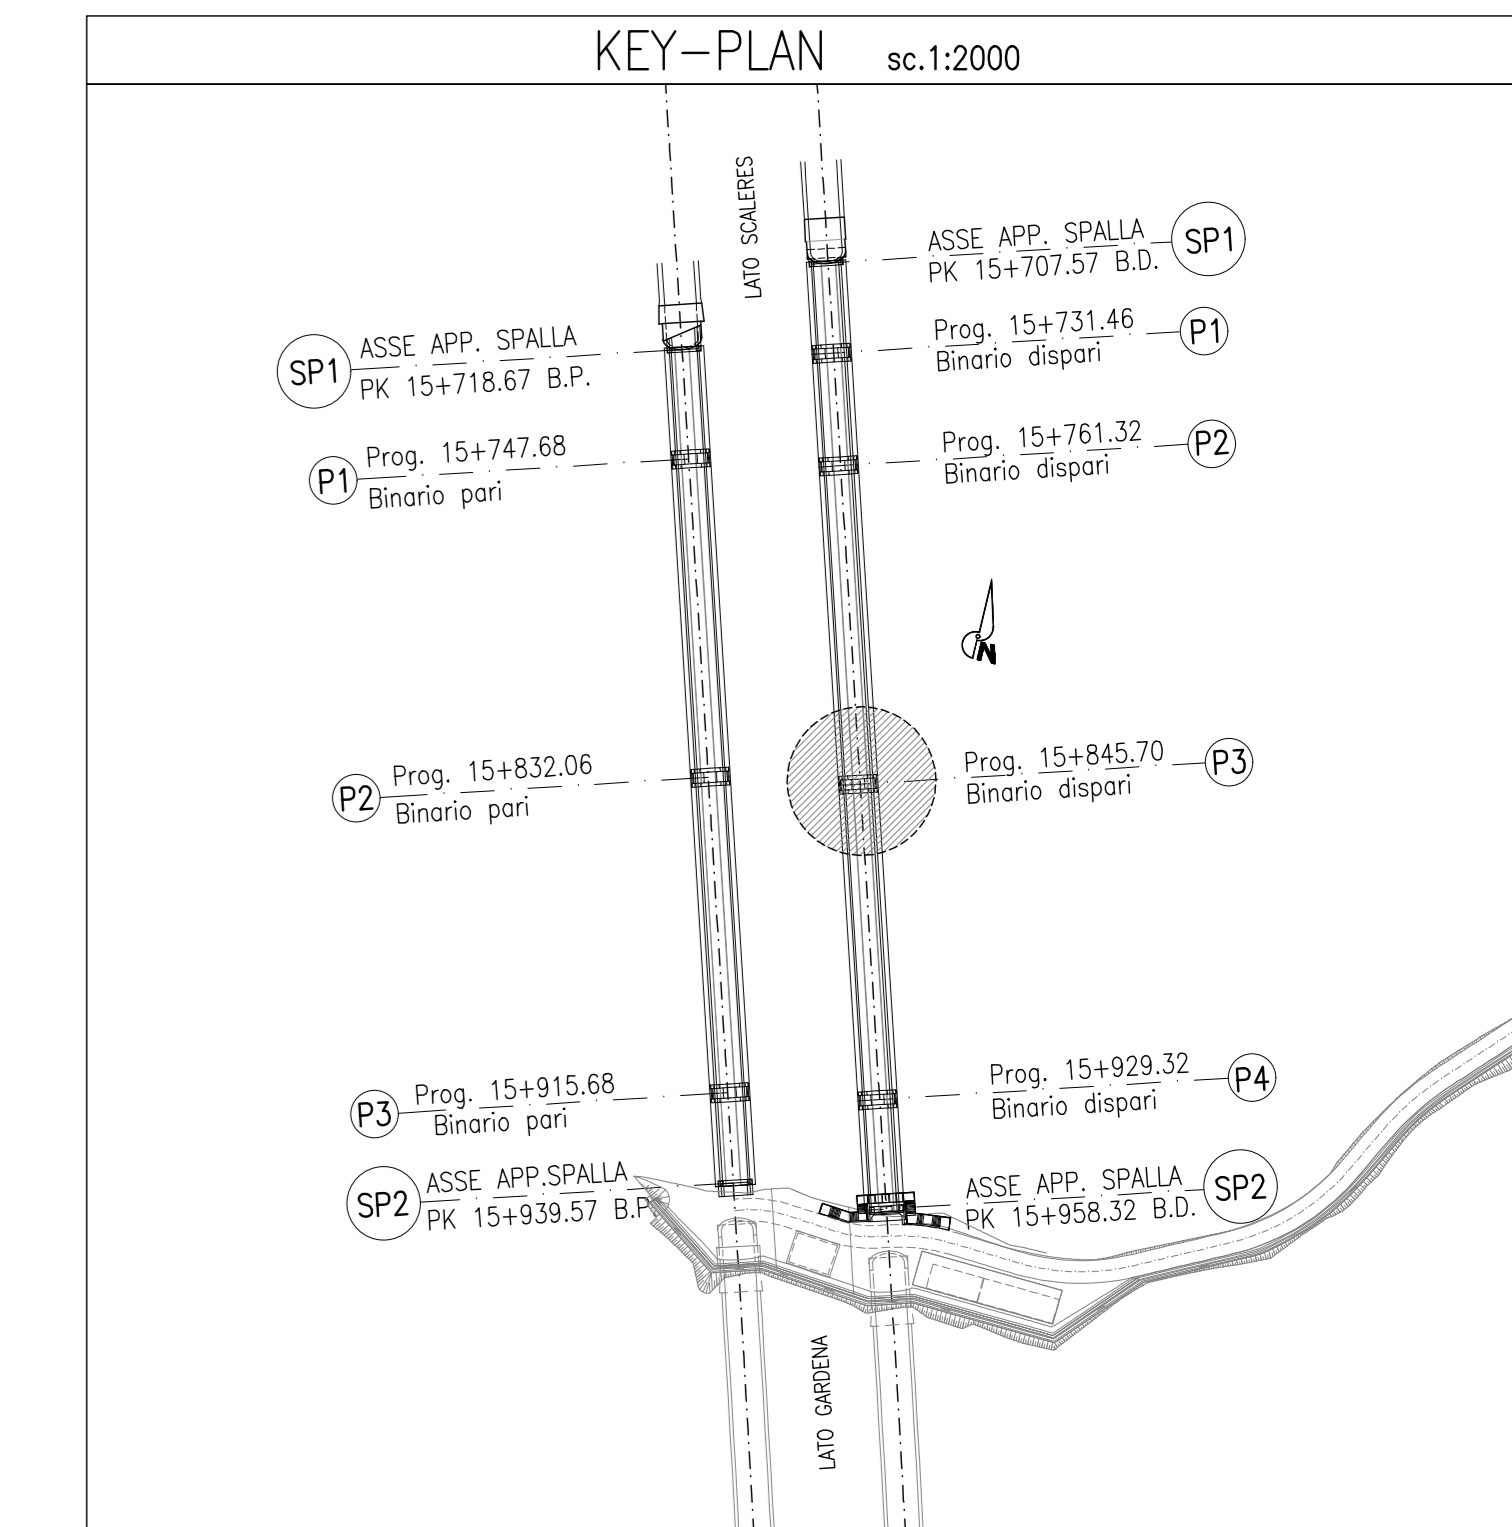 KEY-PLAN sc.1:2000
LATO SCALERES
ASSE APP. SPALLA
PK 15+707.57 B.D.
SP1
Prog. 15+731.46
Binario dispari
P1
SP1
ASSE APP. SPALLA
PK 15+718.67 B.P.
Prog. 15+761.32
Binario dispari
P2
P1
Prog. 15+747.68
Binario pari
N
Prog. 15+845.70
Binario dispari
P3
P2
Prog. 15+832.06
Binario pari
Prog. 15+929.32
Binario dispari
P4
P3
Prog. 15+915.68
Binario pari
SP2
ASSE APP.SPALLA
PK 15+939.57 B.P
ASSE APP. SPALLA
PK 15+958.32 B.D.
SP2
LATO GARDENA